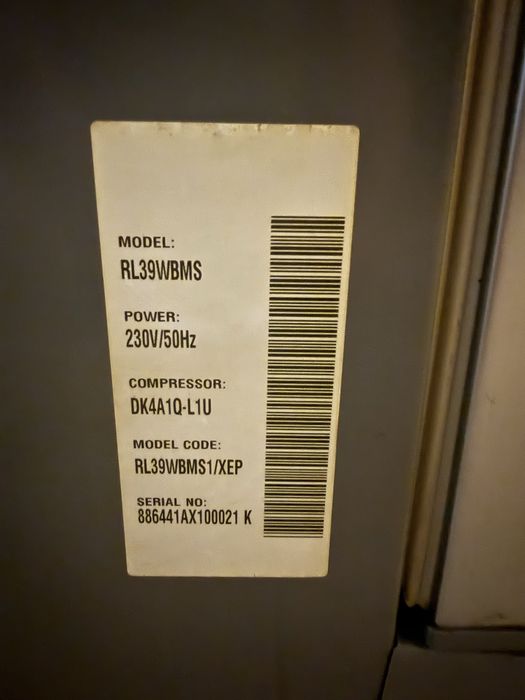 MODEL:
RL39WBMS
POWER:
230V/50Hz
COMPRESSOR:
DK4A1Q-L1U
MODEL CODE:
RL39WBMS1/XEP
SERIAL NO:
886441AX100021 K